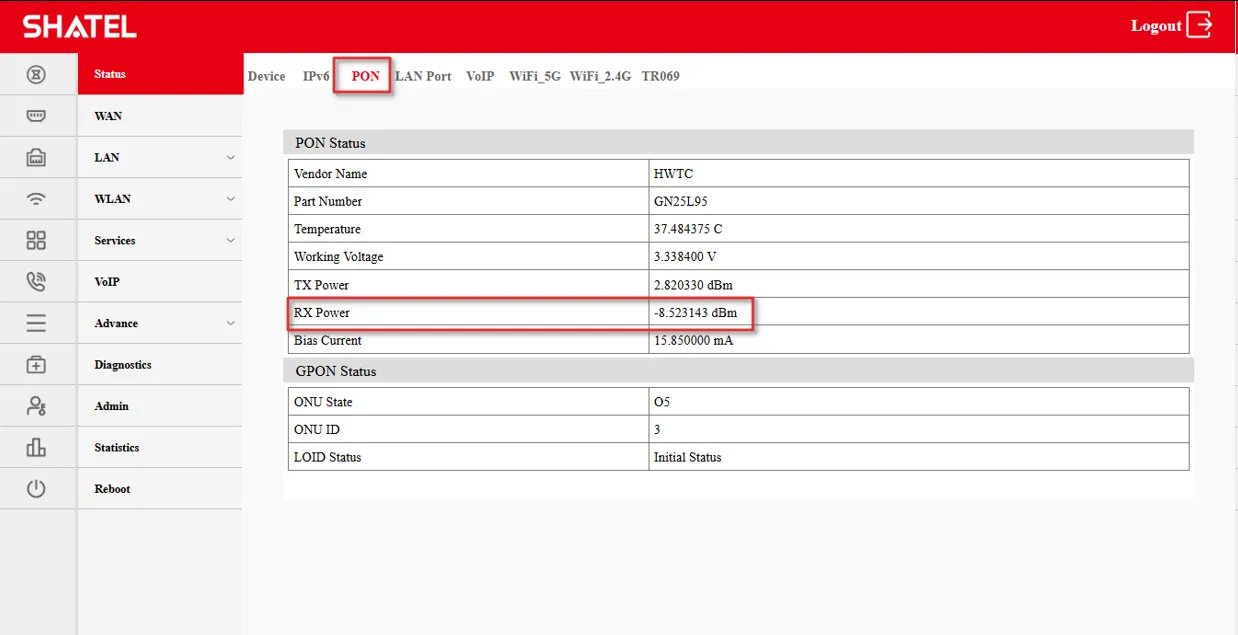 SHATEL
Logout
Status
WAN
LAN
WLAN
Services
VoIP
Advance
Diagnostics
Admin
Statistics
Reboot
Device IPv6 PON LAN Port VoIP WiFi_5G WiFi_2.4G TR069
PON Status
Vendor Name HWTC
Part Number GN25L95
Temperature 37.484375 C
Working Voltage 3.338400 V
TX Power 2.820330 dBm
RX Power -8.523143 dBm
Bias Current 15.850000 mA
GPON Status
ONU State O5
ONU ID 3
LOID Status Initial Status